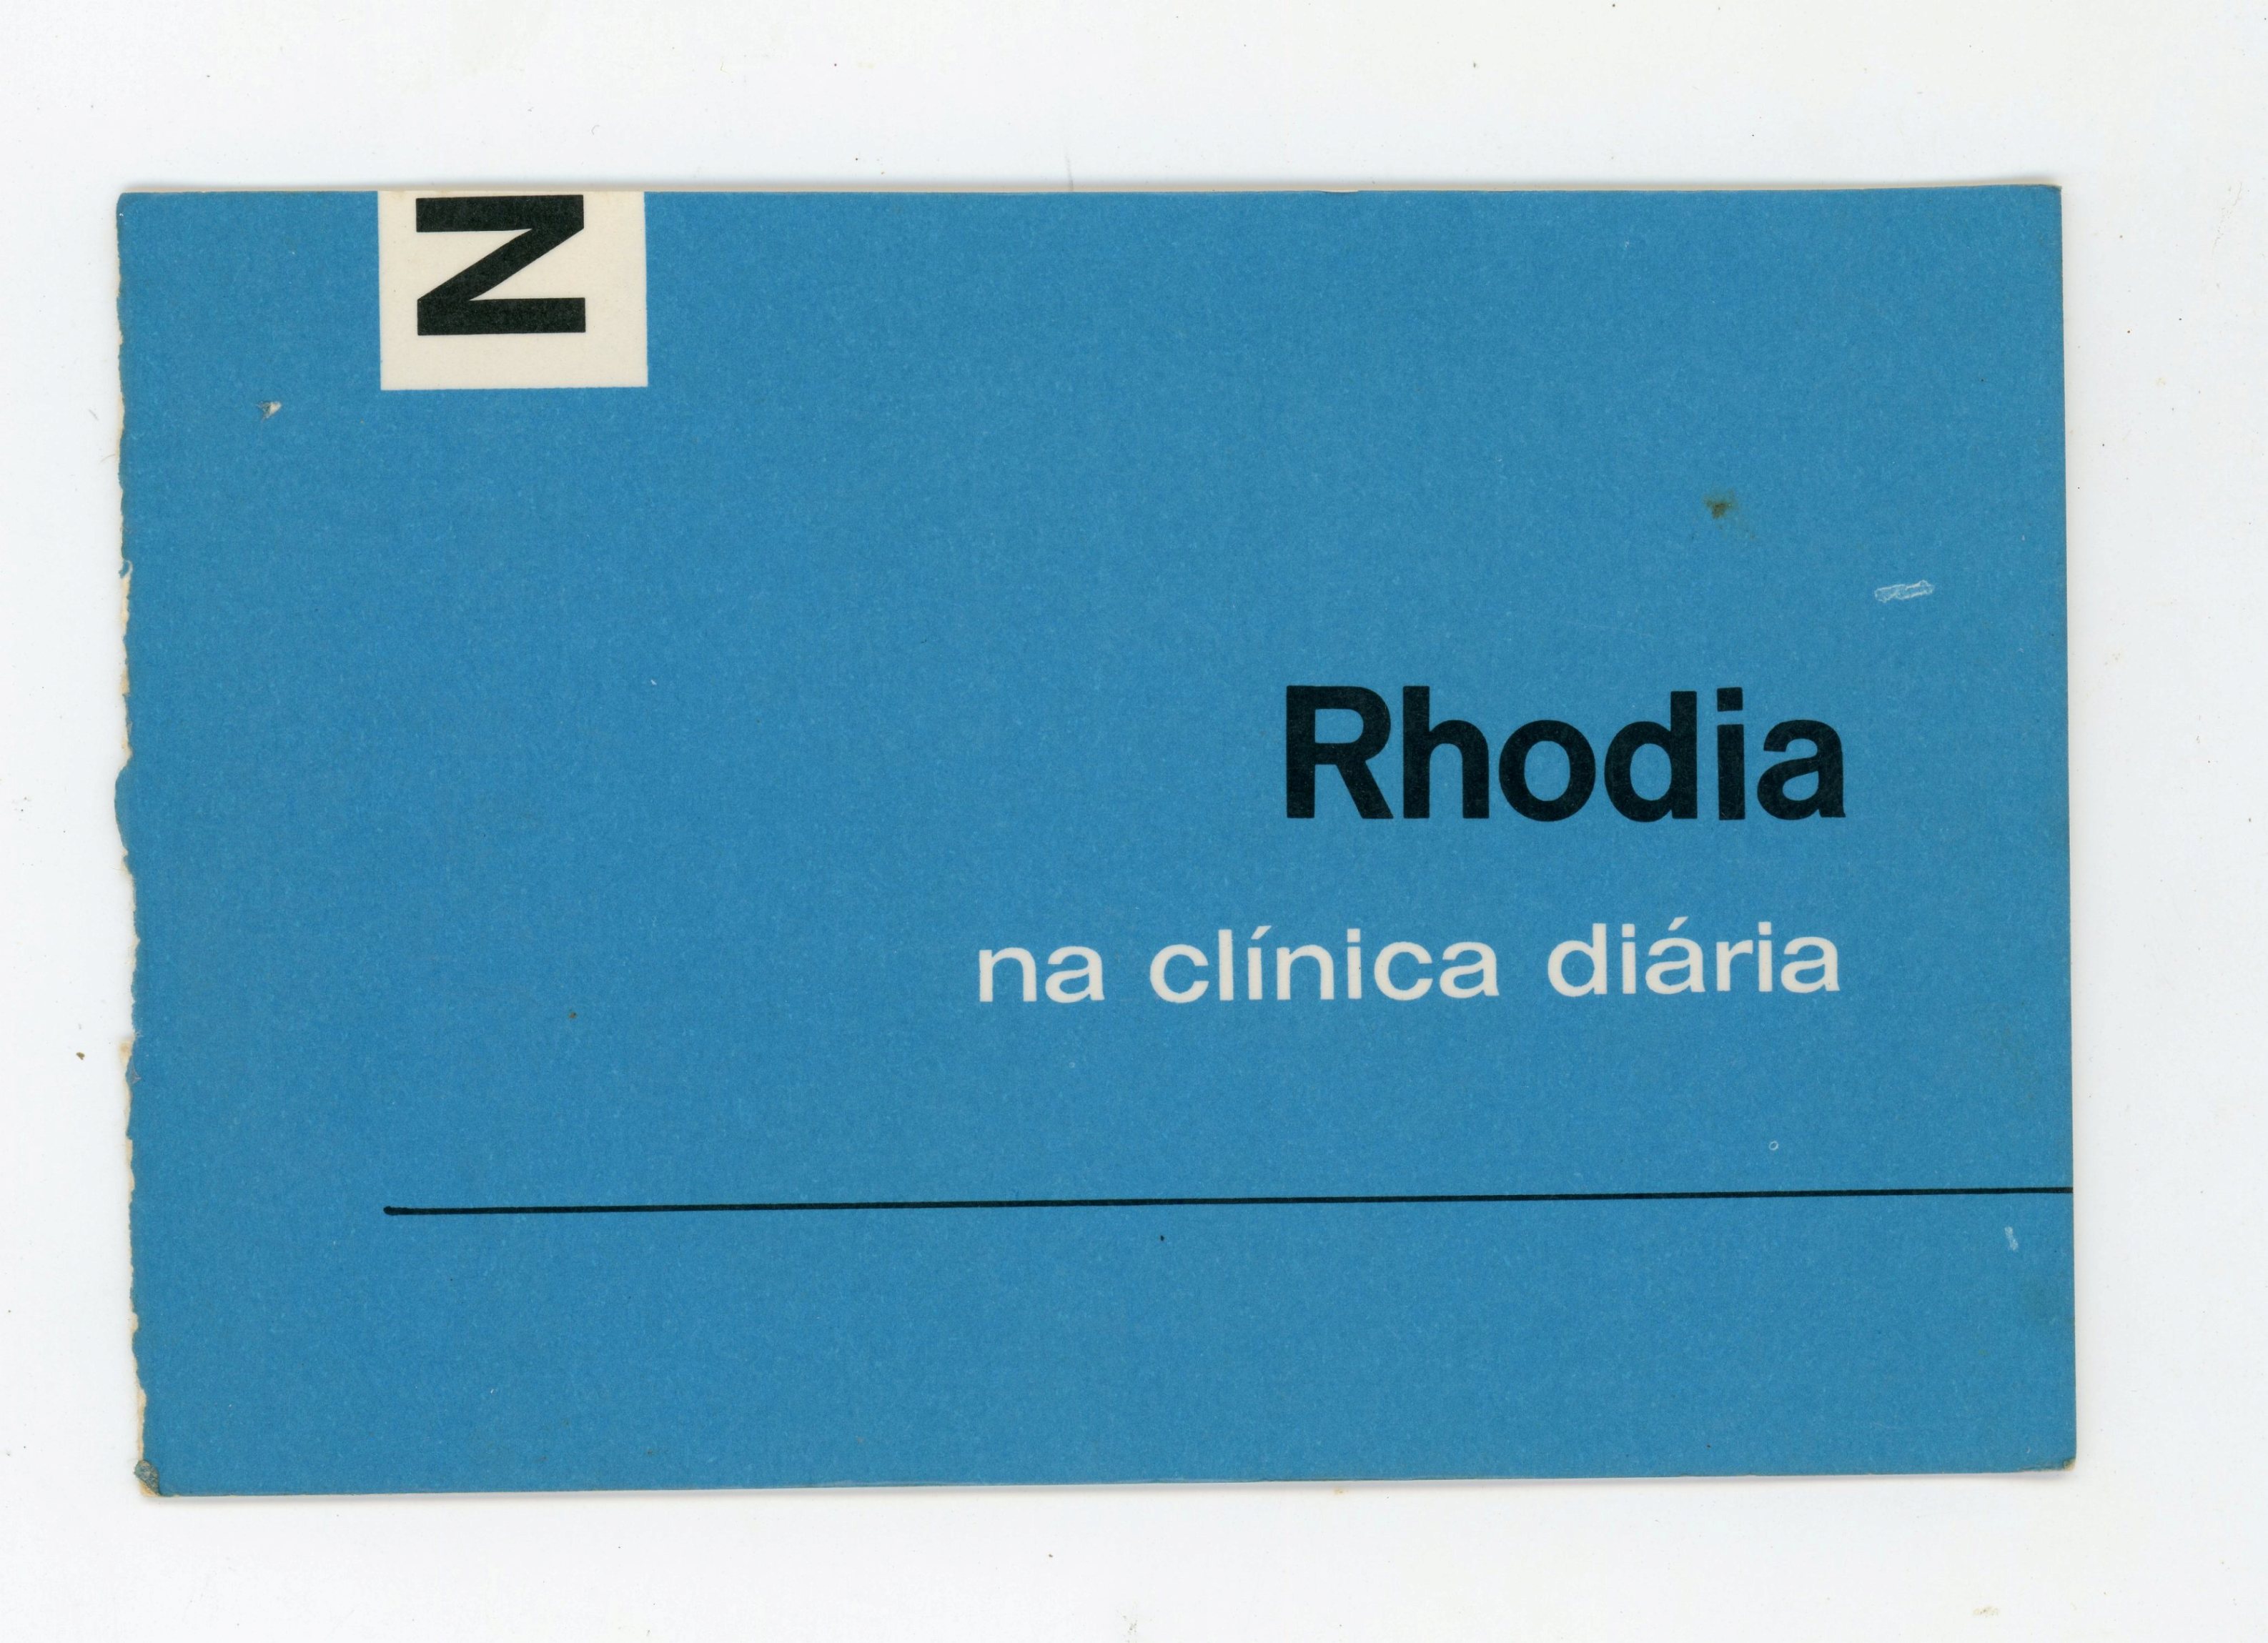 N
Rhodia
na clínica diária